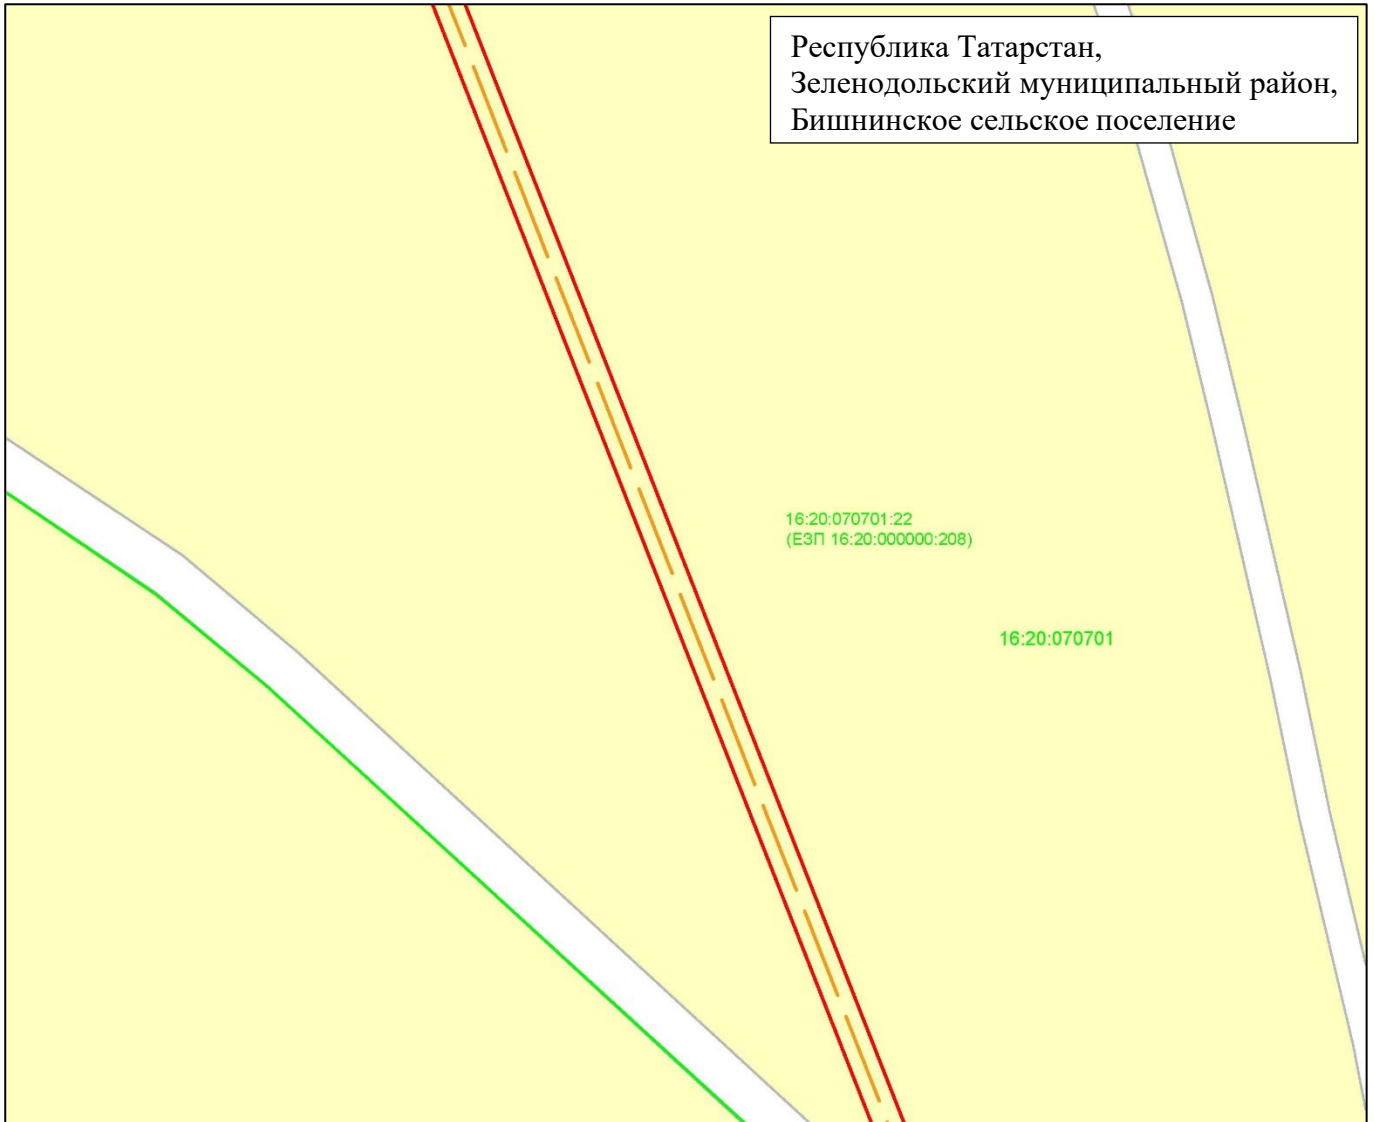 Республика Татарстан,
Зеленодольский муниципальный район,
Бишнинское сельское поселение
16:20:070701:22
(ЕЗП 16:20:000000:208)
16:20:070701